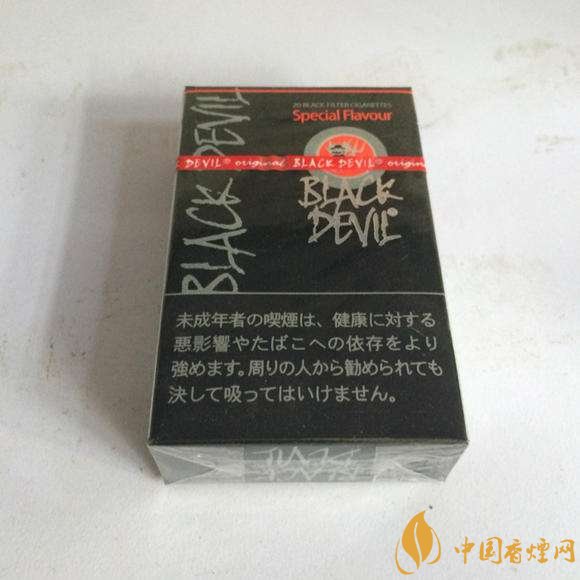 20 BLACK FILTER CIGARETTES
Special Flavour
DEVIL® original BLACK DEVIL® origin
BLACK DEVIL
BLACK
DEVIL®
未成年者の喫煙は、健康に対する
悪影響やたばこへの依存をより
強めます。周りの人から勧められても
決して吸ってはいけません。
中国香烟网